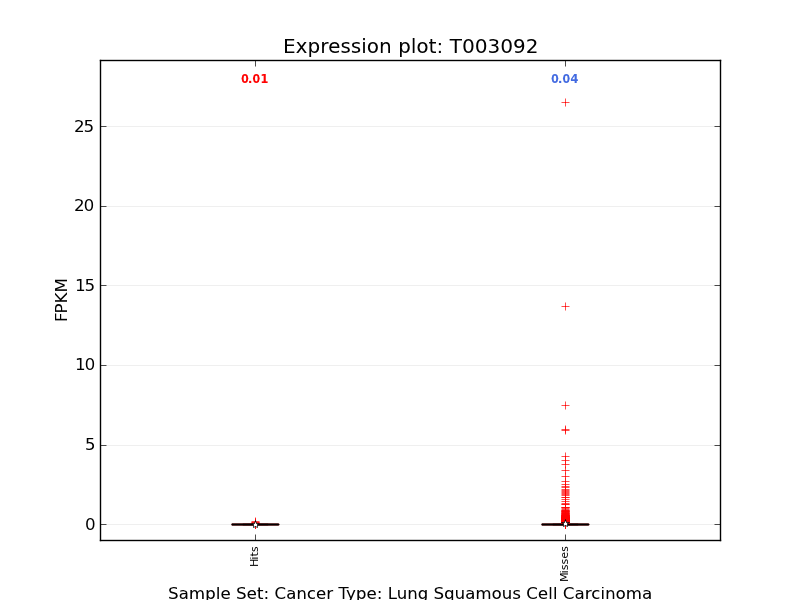 Expression plot: T003092
0.01
0.04
25
20
15
10
5
0
FPKM
Hits
Misses
Sample Set: Cancer Type: Lung Squamous Cell Carcinoma